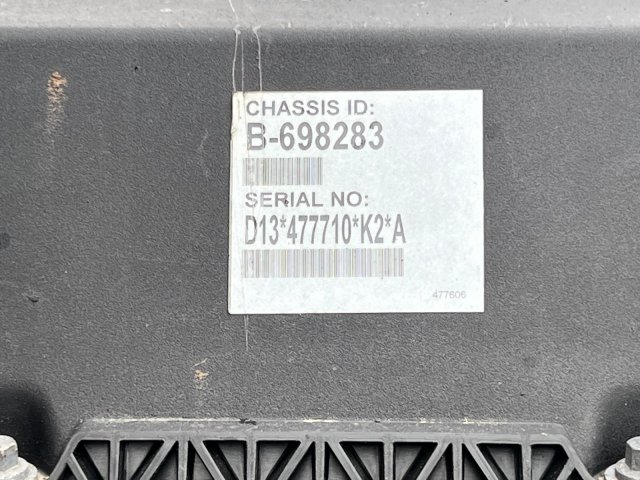 CHASSIS ID:
B-698283
SERIAL NO:
D13*477710*K2*A
477606